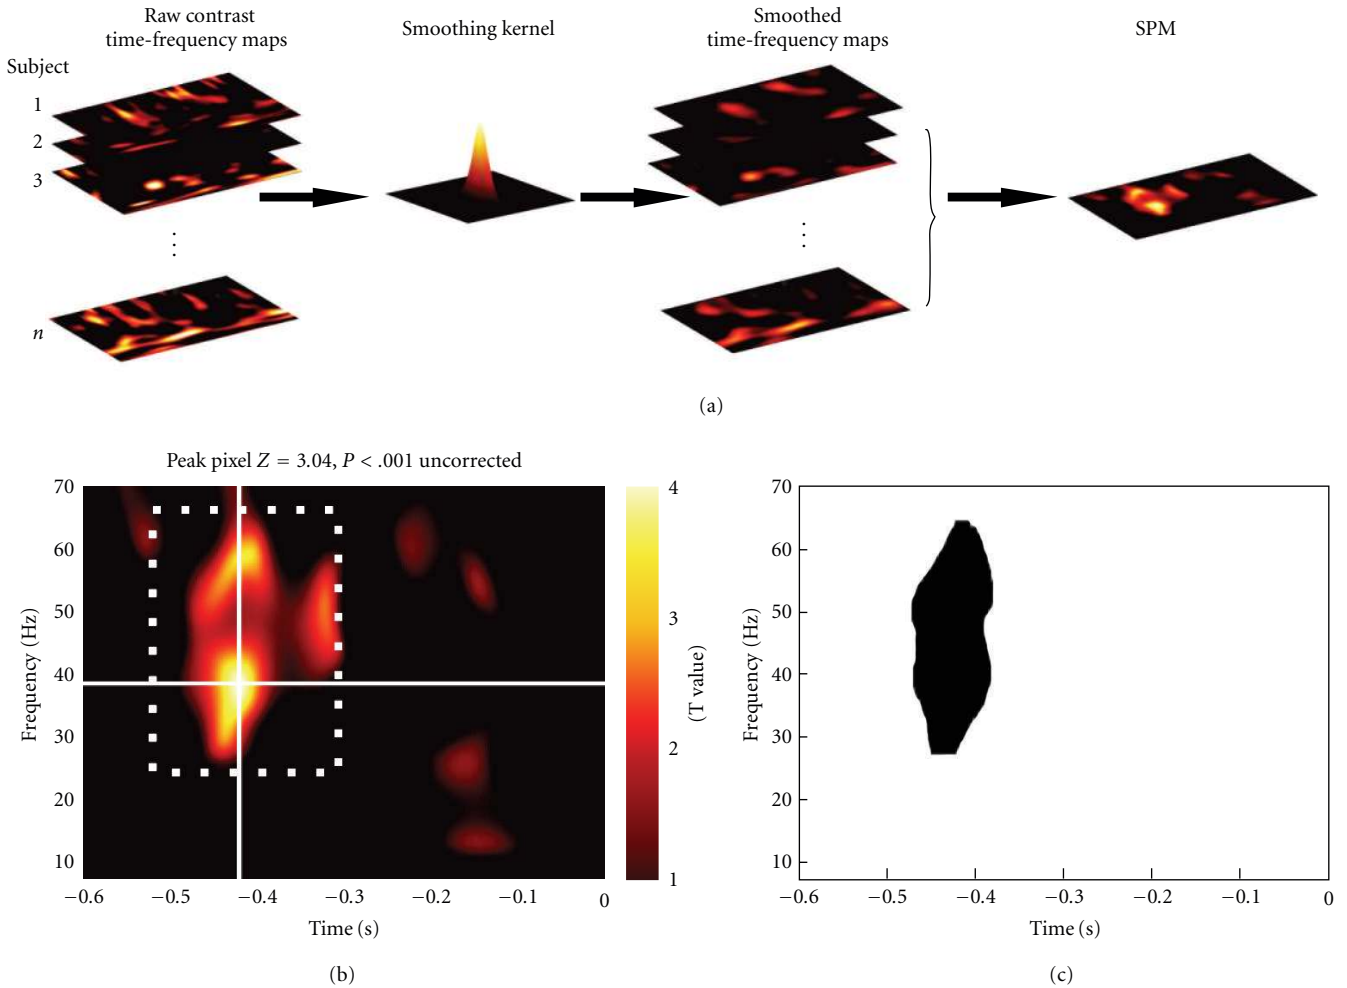 Raw contrast
time-frequency maps
Smoothing kernel
Smoothed
time-frequency maps
SPM
Subject
1
2
3
⋮
⋮
n
(a)
Peak pixel Z = 3.04, P < .001 uncorrected
70
60
50
40
30
20
10
Frequency (Hz)
−0.6
−0.5
−0.4
−0.3
−0.2
−0.1
0
Time (s)
4
3
2
1
(T value)
(b)
70
60
50
40
30
20
10
Frequency (Hz)
−0.6
−0.5
−0.4
−0.3
−0.2
−0.1
0
Time (s)
(c)